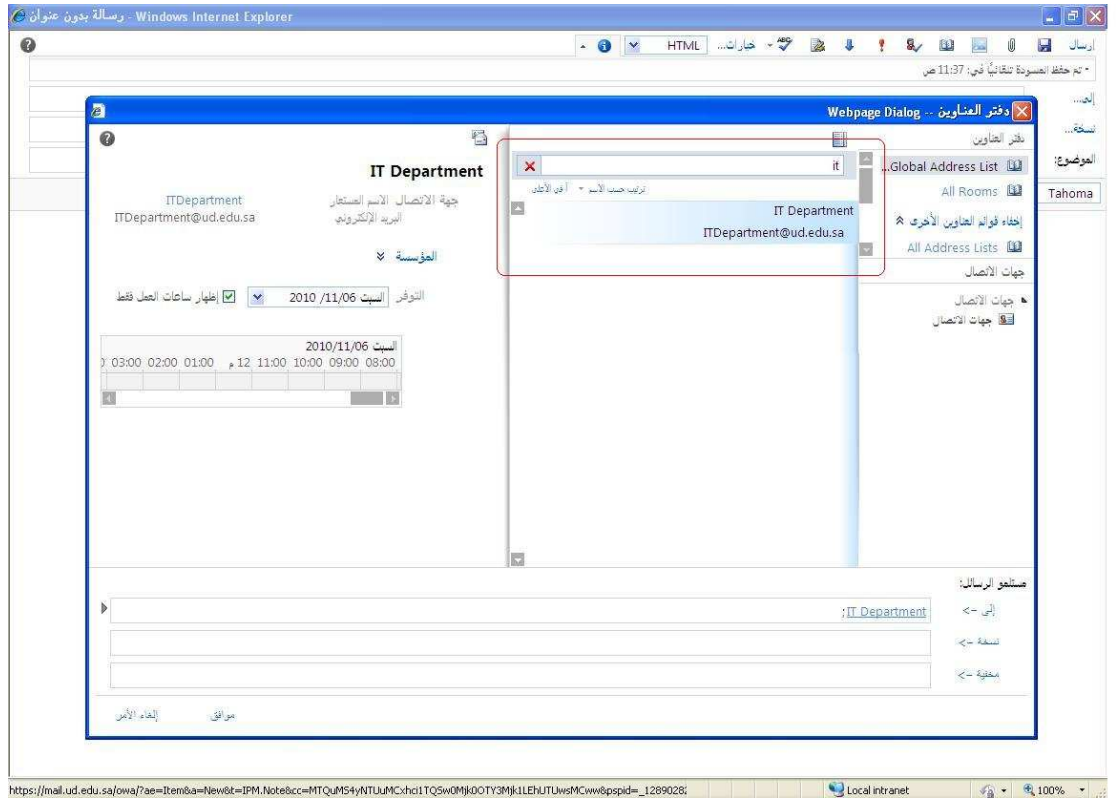 رسالة بدون عنوان - Windows Internet Explorer
إرسال
خيارات...
HTML
تم حفظ المسودة تلقائيًا في: 11:37 ص
إلى...
نسخة...
الموضوع:
Tahoma
دفتر العناوين -- Webpage Dialog
دفتر العناوين
Global Address List...
All Rooms
إخفاء قوائم العناوين الأخرى
All Address Lists
جهات الاتصال
جهات الاتصال
جهات الاتصال
it
ترتيب حسب الاسم
أ في الأعلى
IT Department
ITDepartment@ud.edu.sa
IT Department
جهة الاتصال الاسم المستعار ITDepartment
البريد الإلكتروني ITDepartment@ud.edu.sa
المؤسسة
التوفر السبت 2010/11/06 إظهار ساعات العمل فقط
السبت 2010/11/06
08:00 09:00 10:00 11:00 12 م 01:00 02:00 03:00
مستلمو الرسائل:
إلى -> IT Department;
نسخة ->
مخفية ->
موافق إلغاء الأمر
Local intranet
100%